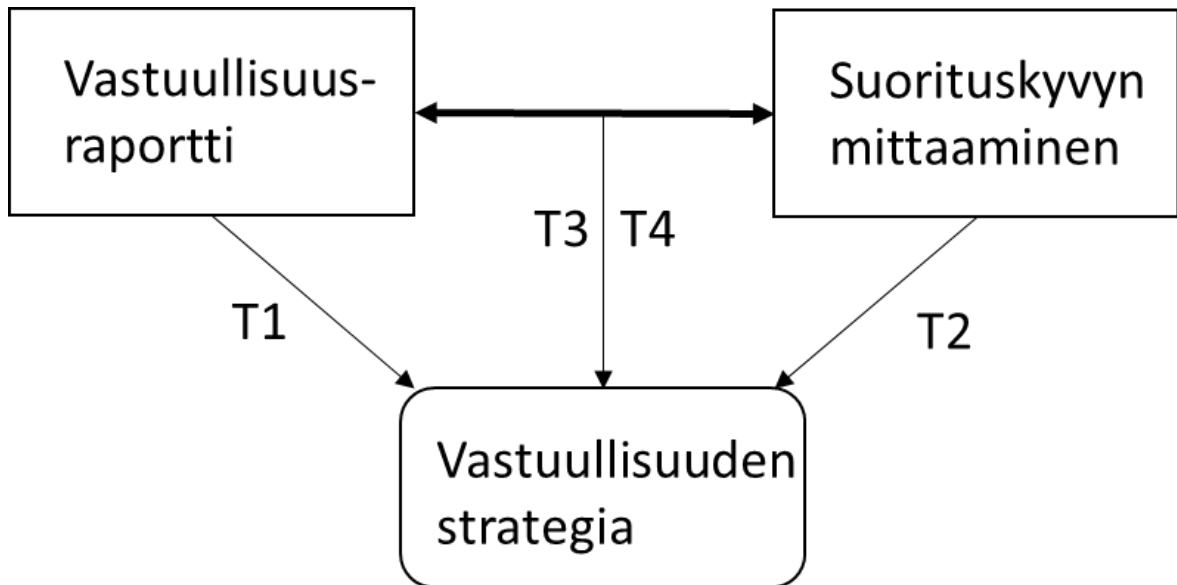 Vastuullisuus-
raportti
Suorituskyvyn
mittaaminen
T3 T4
T1
T2
Vastuullisuuden
strategia